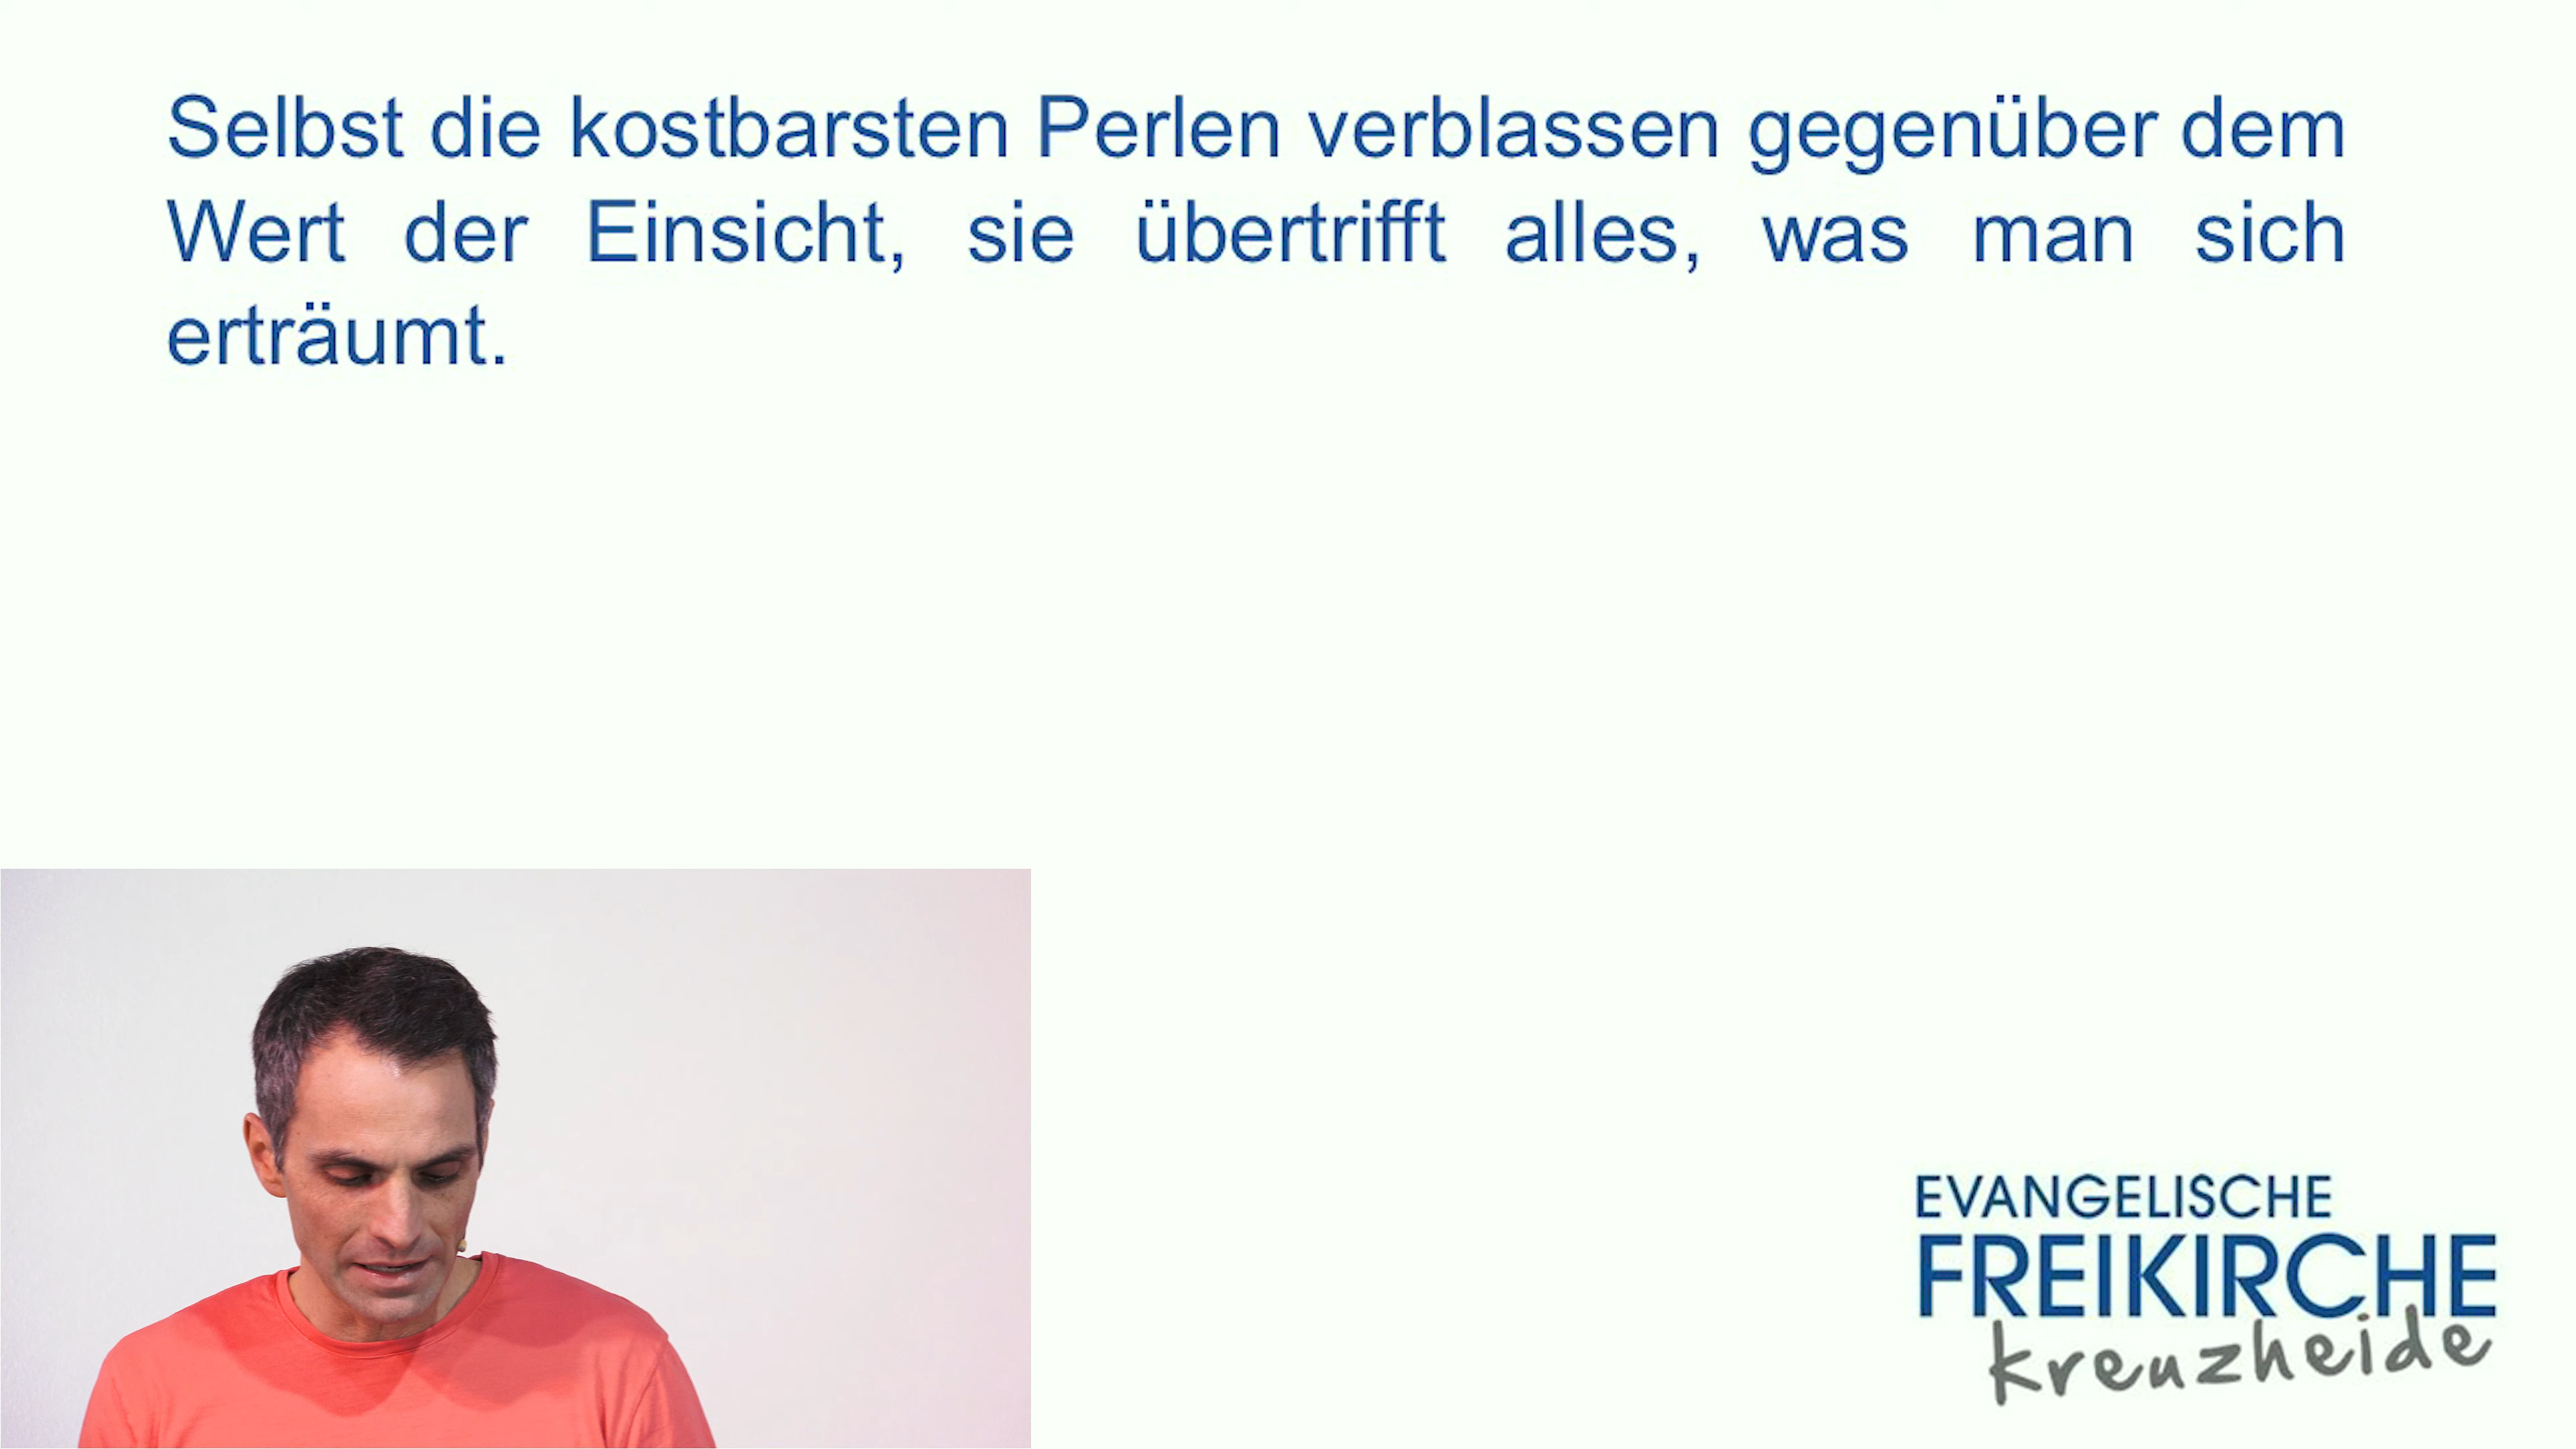 Selbst die kostbarsten Perlen verblassen gegenüber dem
Wert der Einsicht, sie übertrifft alles, was man sich
erträumt.
EVANGELISCHE
FREIKIRCHE
kreuzheide